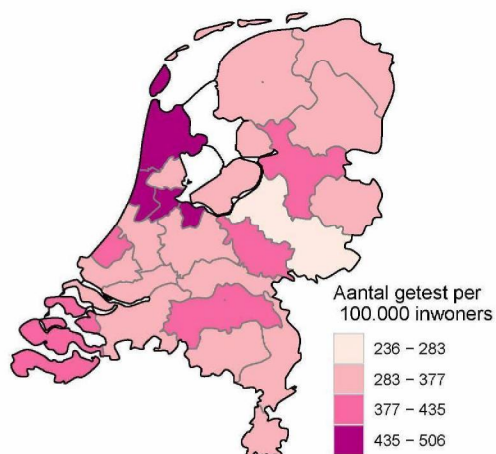 Aantal getest per
100.000 inwoners
236 – 283
283 – 377
377 – 435
435 – 506